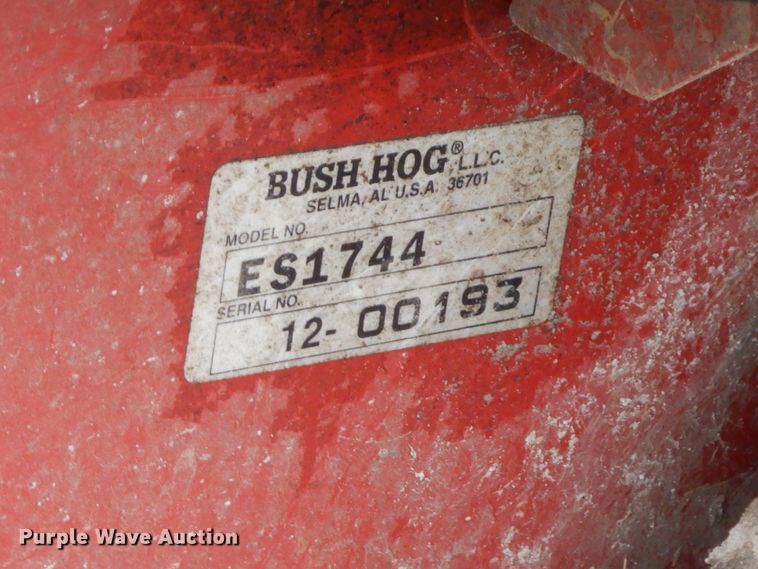 BUSH HOG® L.L.C.
SELMA, AL U.S.A. 36701
MODEL NO.
ES1744
SERIAL NO.
12-00193
Purple Wave Auction